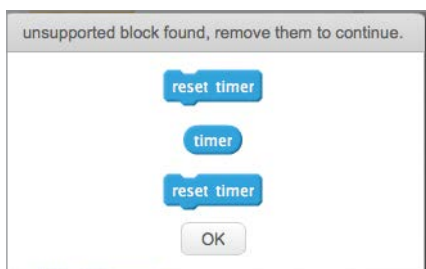 unsupported block found, remove them to continue.
reset timer
timer
reset timer
OK